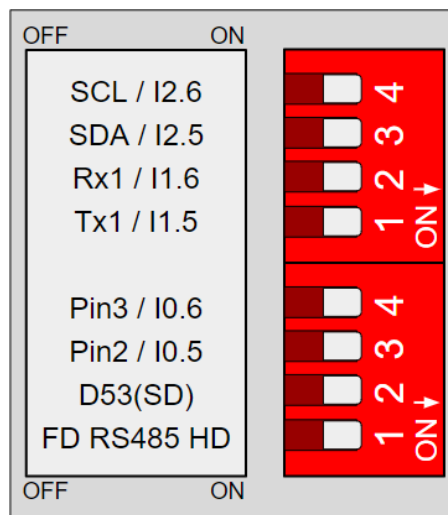 OFF ON
SCL / I2.6
SDA / I2.5
Rx1 / I1.6
Tx1 / I1.5
4
3
2
1
ON
Pin3 / I0.6
Pin2 / I0.5
D53(SD)
FD RS485 HD
4
3
2
1
ON
OFF ON